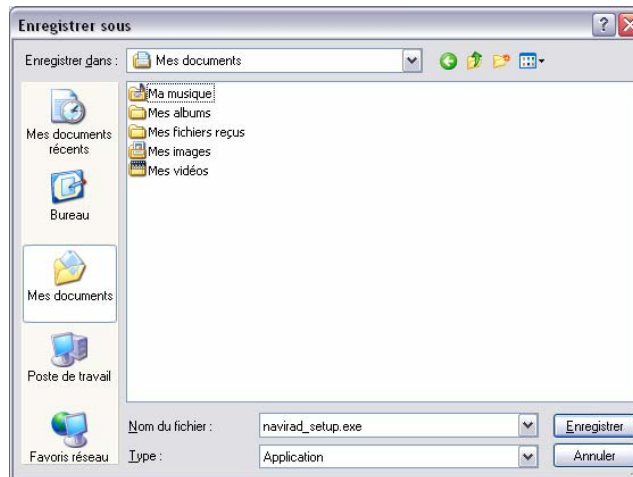 Enregistrer sous
Enregistrer dans :
Mes documents
Ma musique
Mes albums
Mes fichiers reçus
Mes images
Mes vidéos
Mes documents
récents
Bureau
Mes documents
Poste de travail
Favoris réseau
Nom du fichier :
navirad_setup.exe
Enregistrer
Type :
Application
Annuler